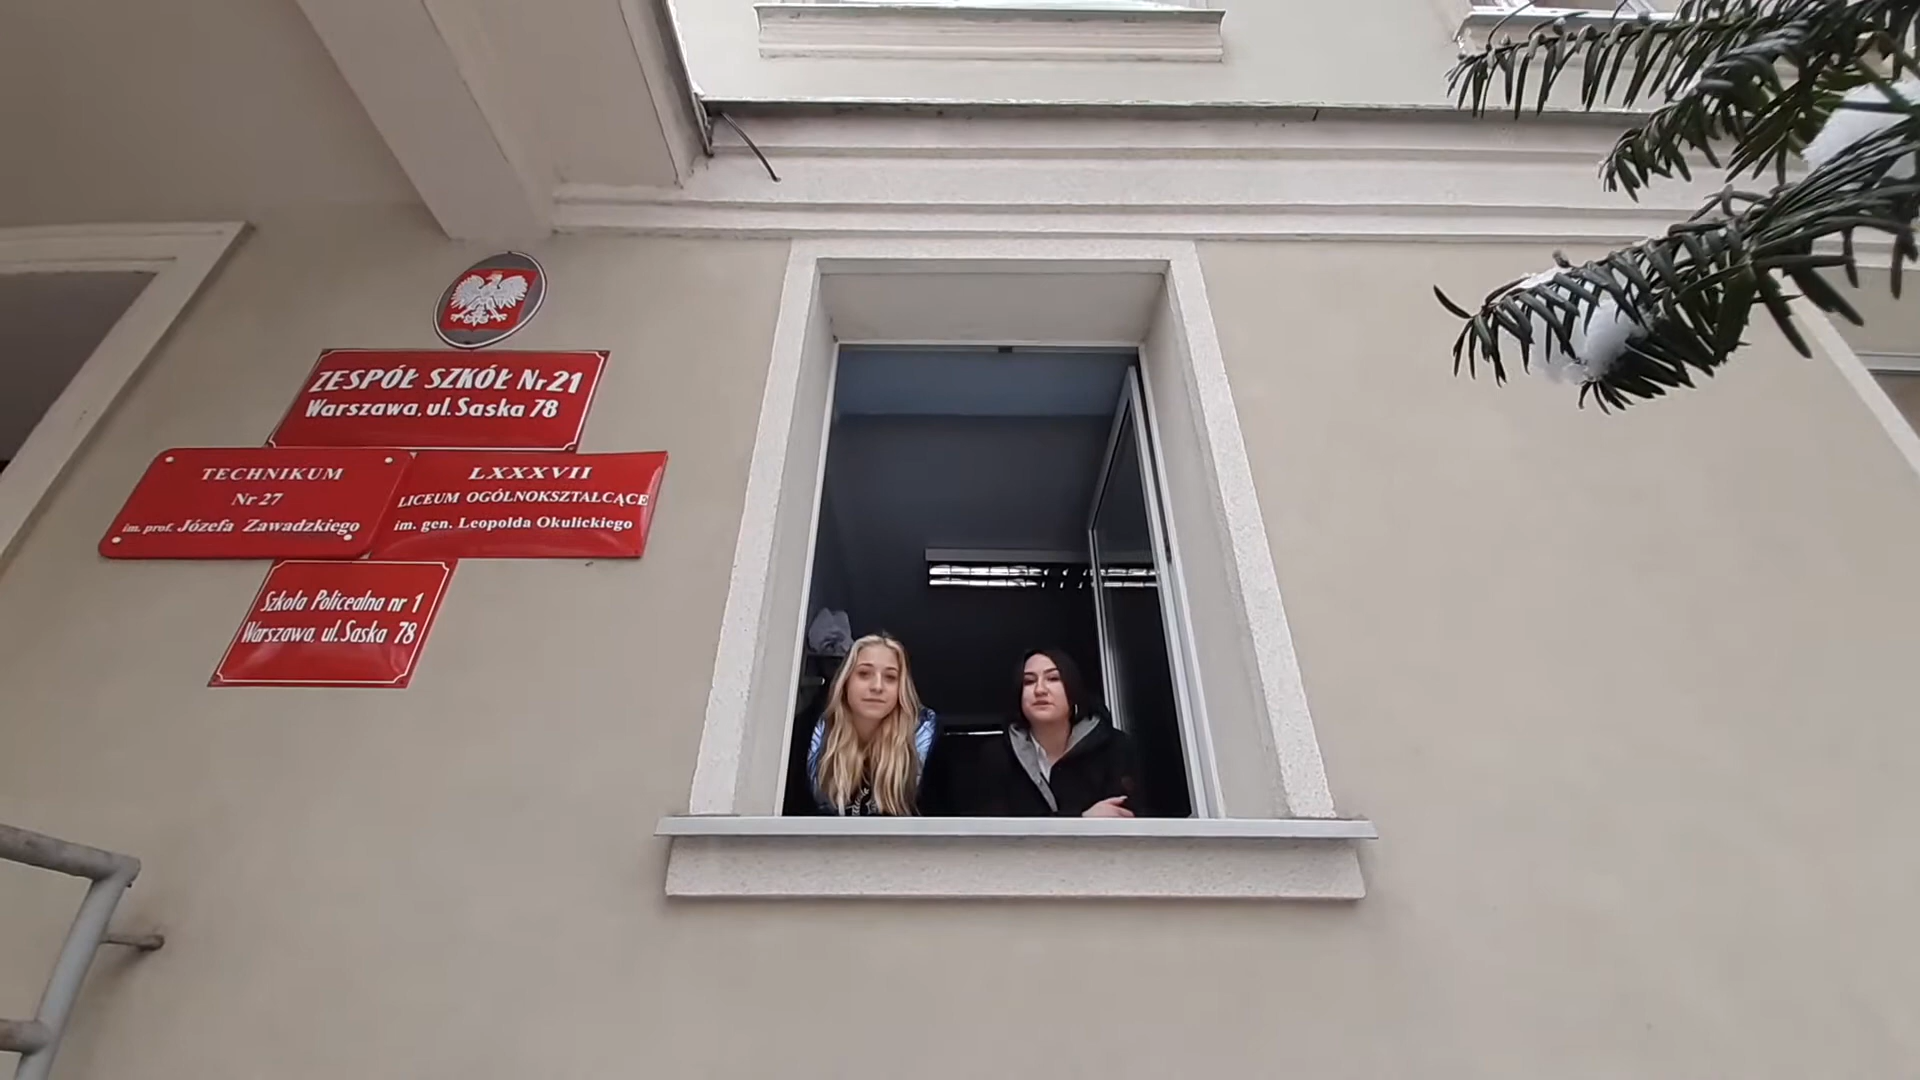 ZESPÓŁ SZKÓŁ Nr 21
Warszawa, ul. Saska 78
TECHNIKUM
Nr 27
im. prof. Józefa Zawadzkiego
LXXXVII
LICEUM OGÓLNOKSZTAŁCĄCE
im. gen. Leopolda Okulickiego
Szkoła Policealna nr 1
Warszawa, ul. Saska 78